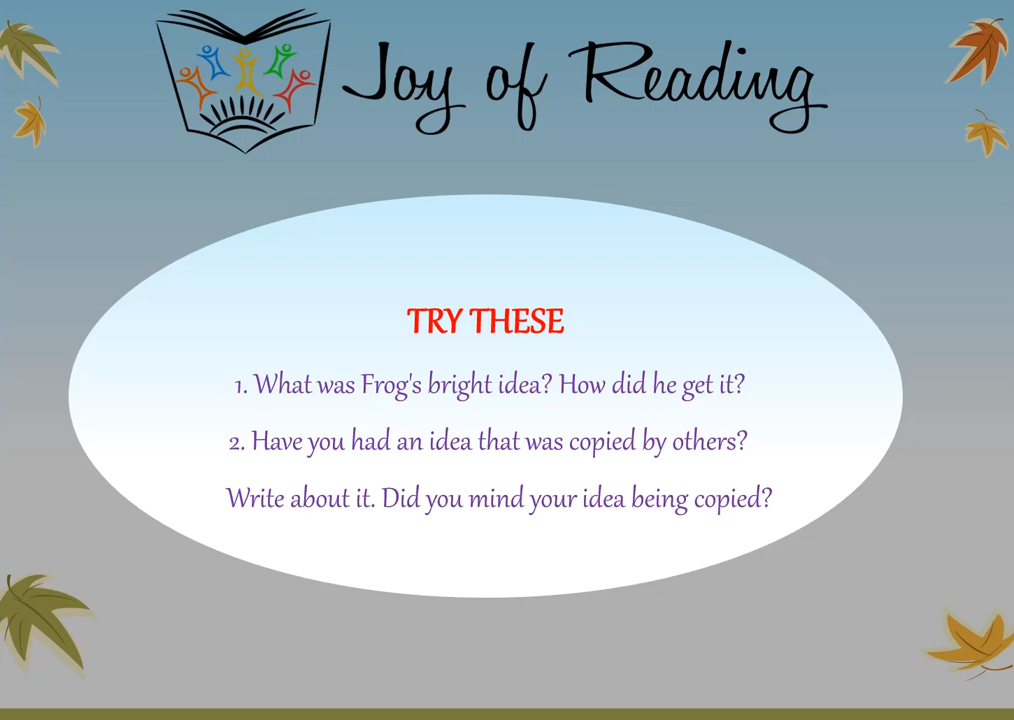 Joy of Reading
TRY THESE
1. What was Frog's bright idea? How did he get it?
2. Have you had an idea that was copied by others?
Write about it. Did you mind your idea being copied?